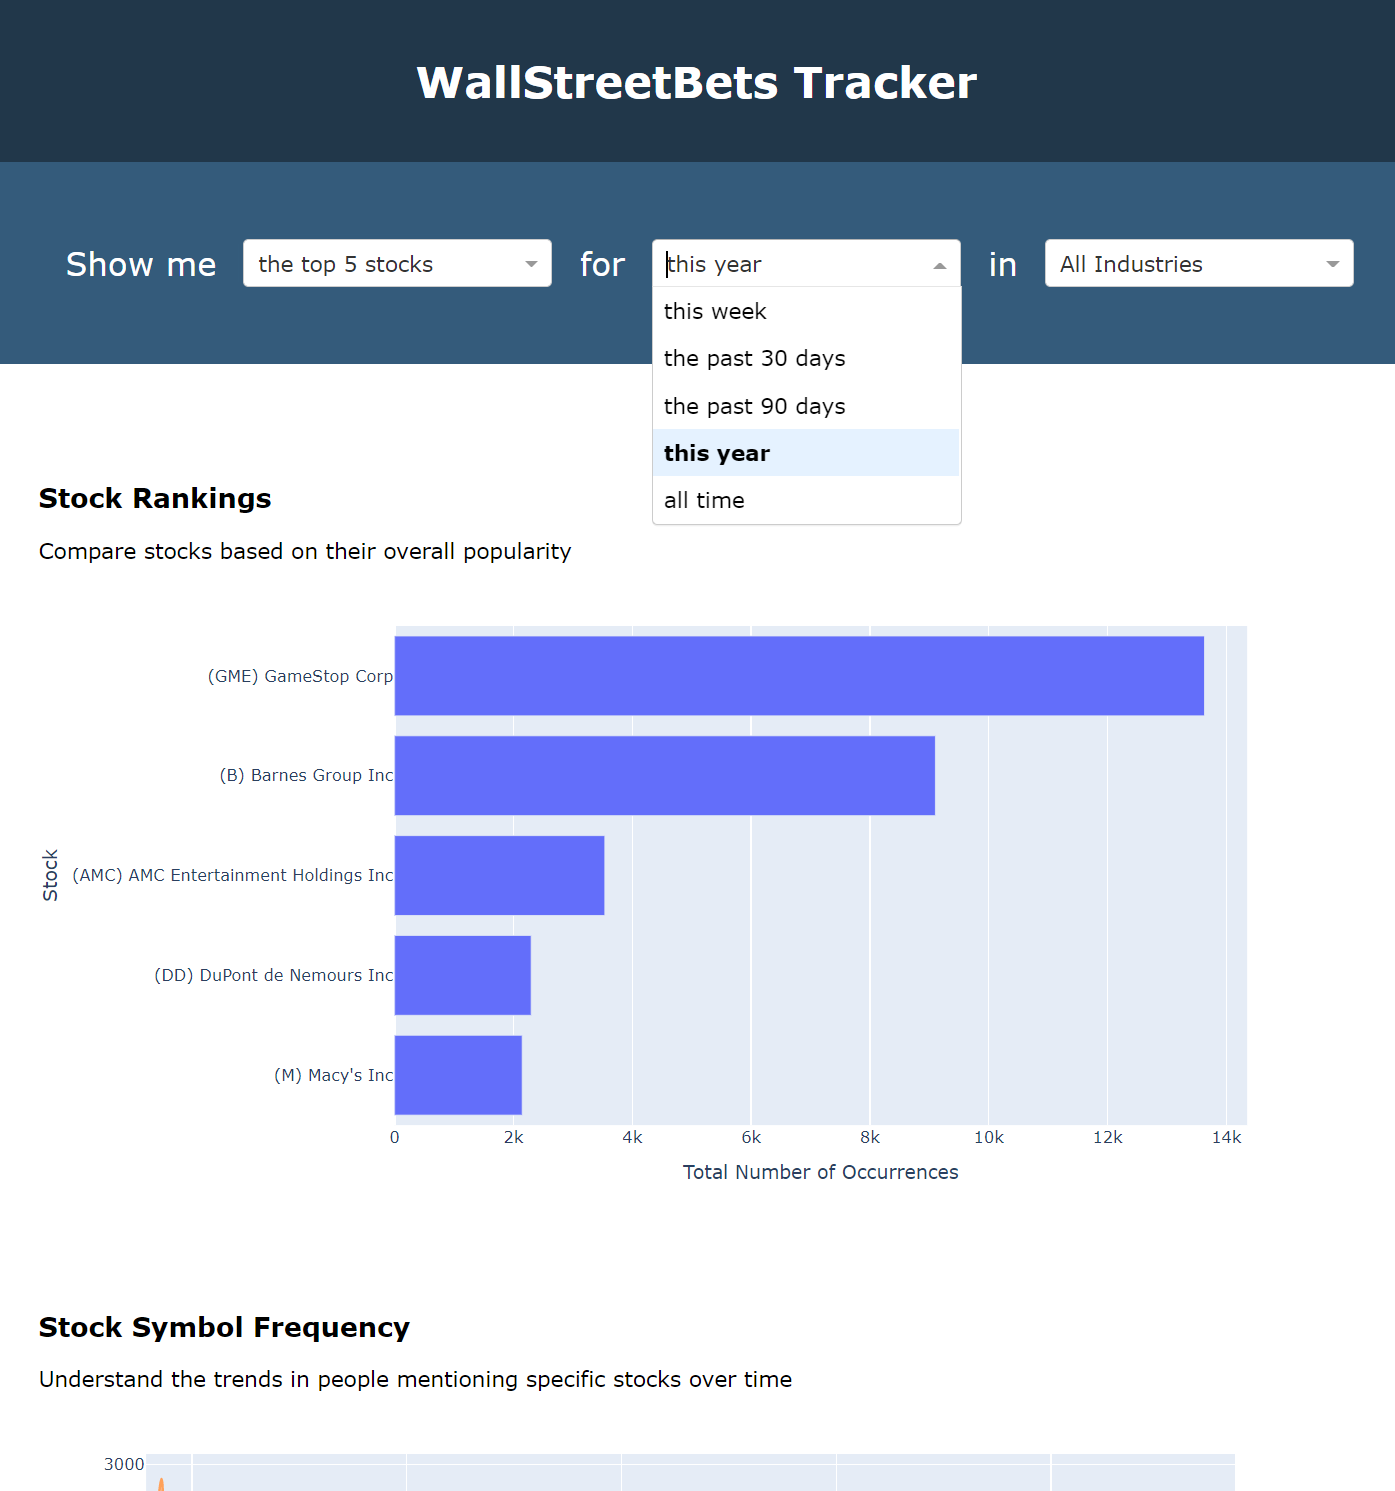 WallStreetBets Tracker
Show me the top 5 stocks for this year in All Industries
this week
the past 30 days
the past 90 days
this year
all time
Stock Rankings
Compare stocks based on their overall popularity
(GME) GameStop Corp
(B) Barnes Group Inc
(AMC) AMC Entertainment Holdings Inc
(DD) DuPont de Nemours Inc
(M) Macy's Inc
Stock
0 2k 4k 6k 8k 10k 12k 14k
Total Number of Occurrences
Stock Symbol Frequency
Understand the trends in people mentioning specific stocks over time
3000